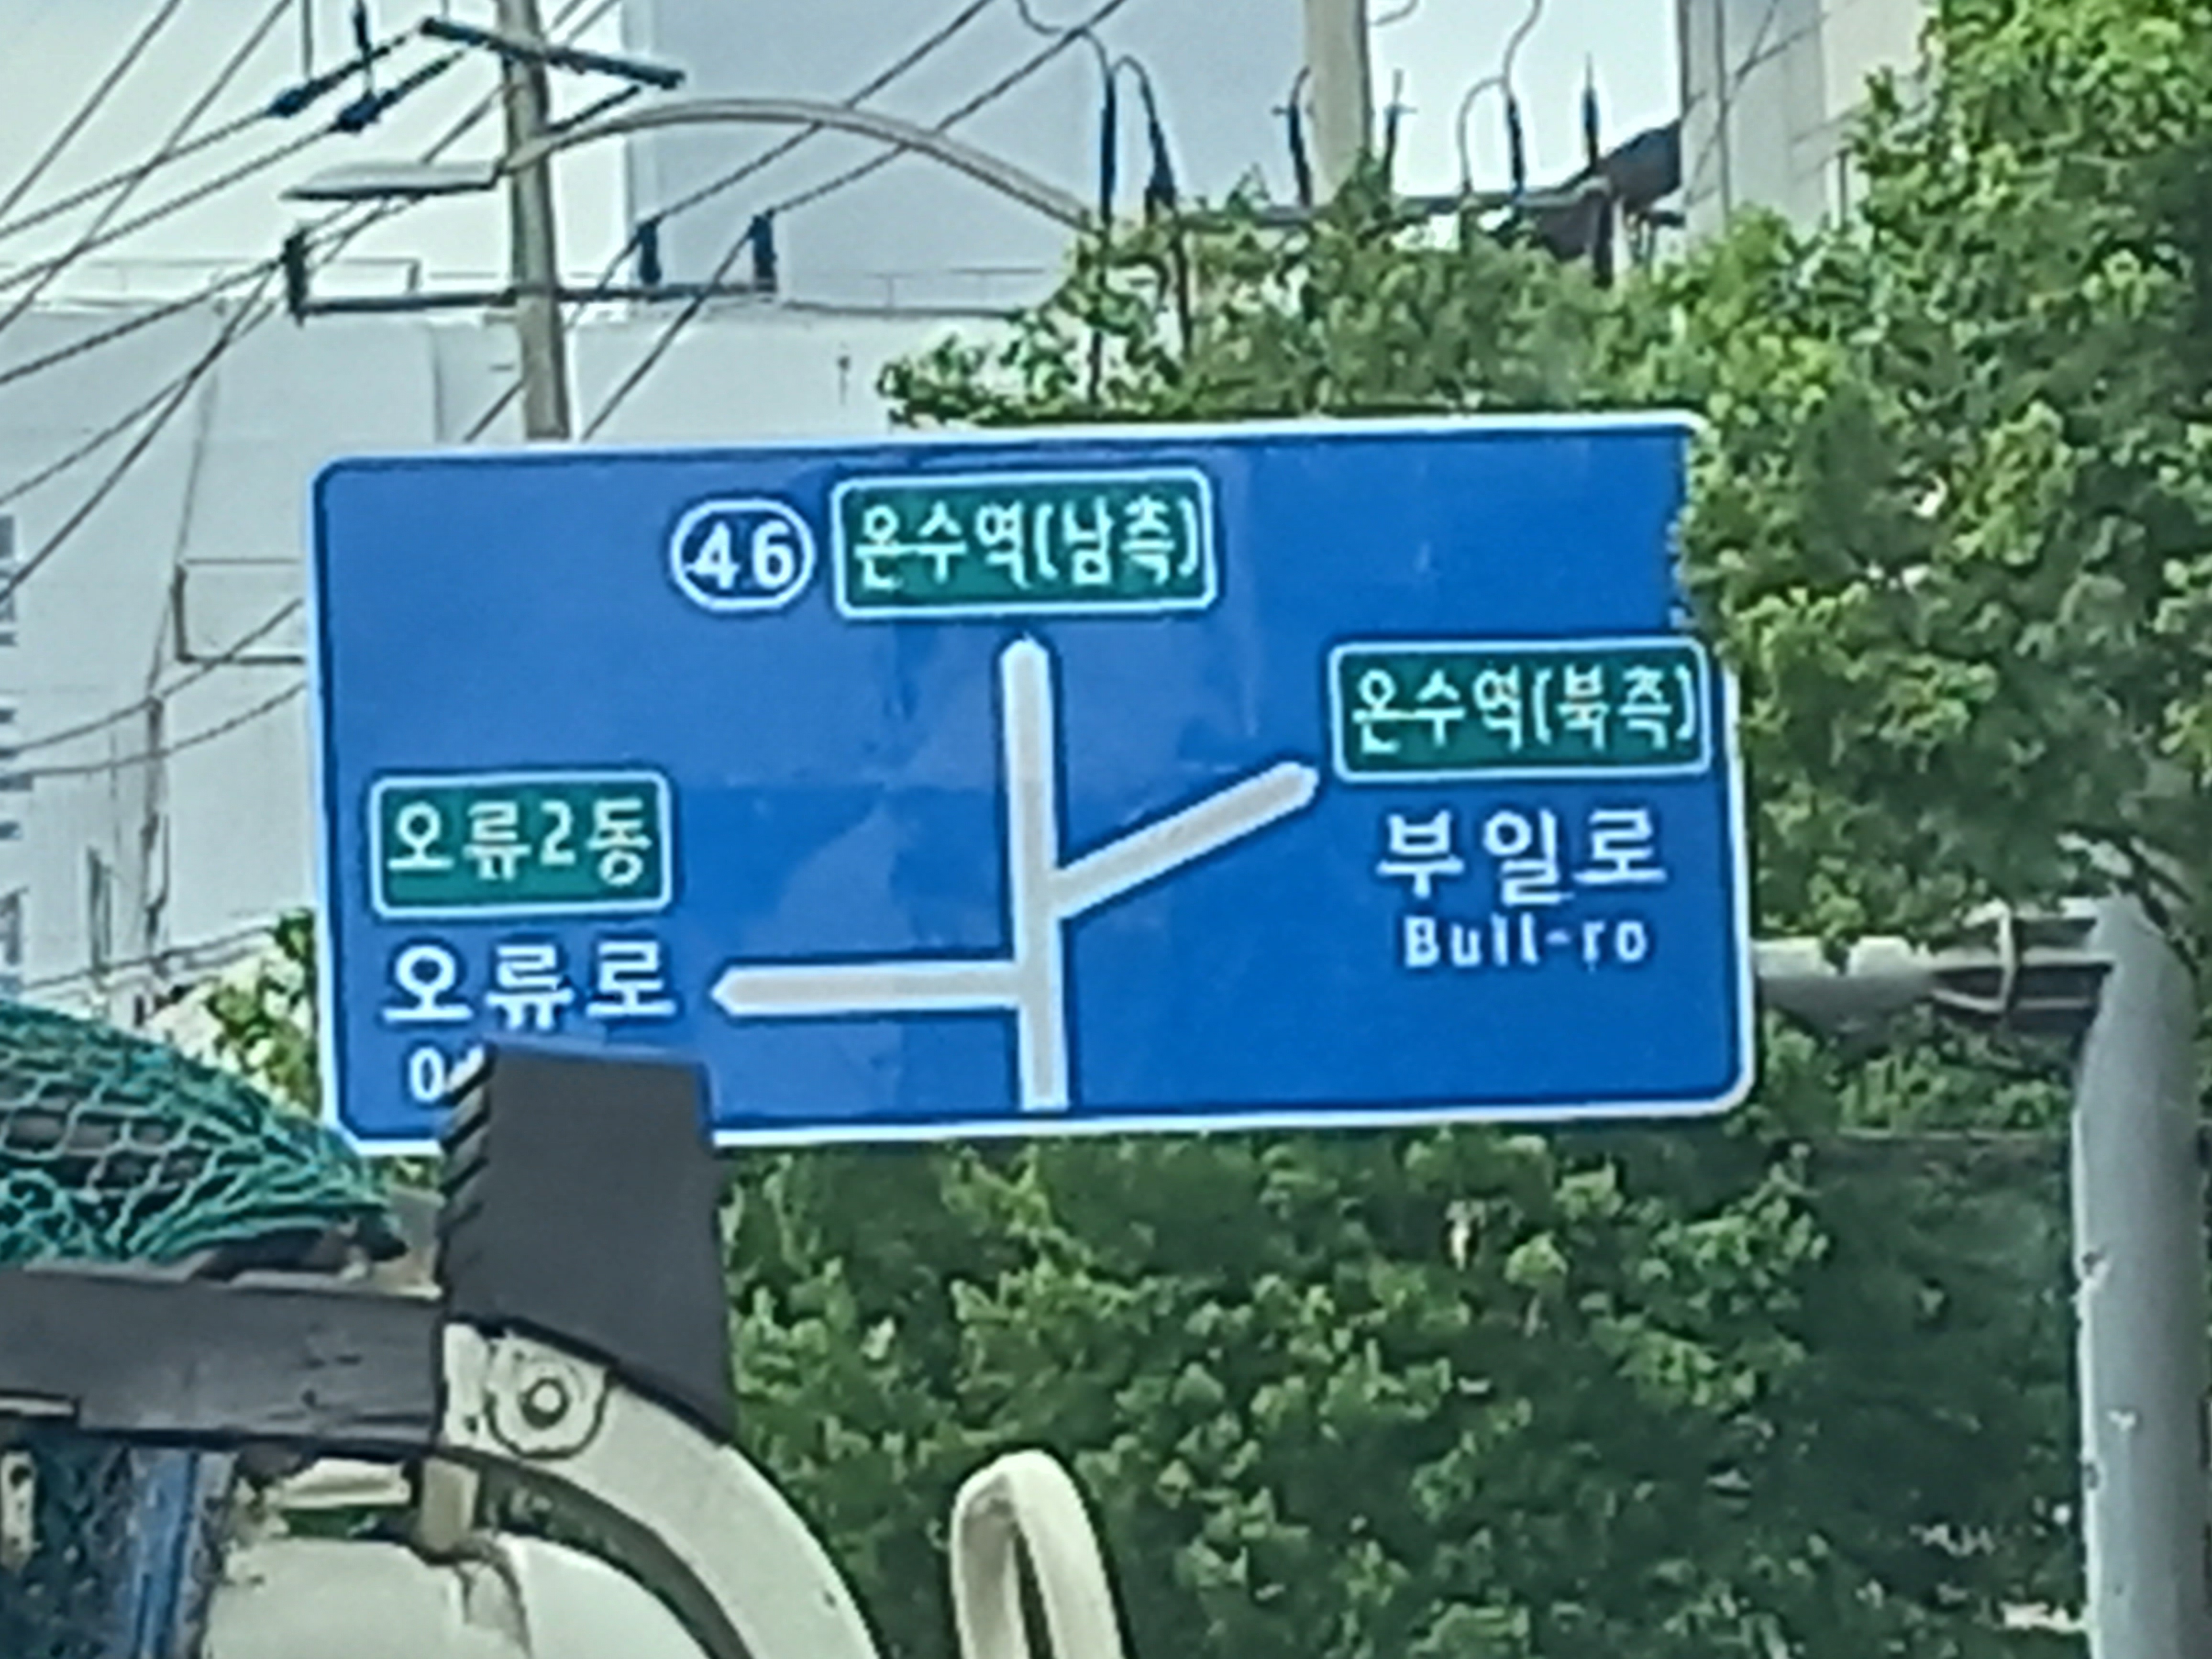 46 온수역(남측)
온수역(북측)
부일로
Buil-ro
오류2동
오류로